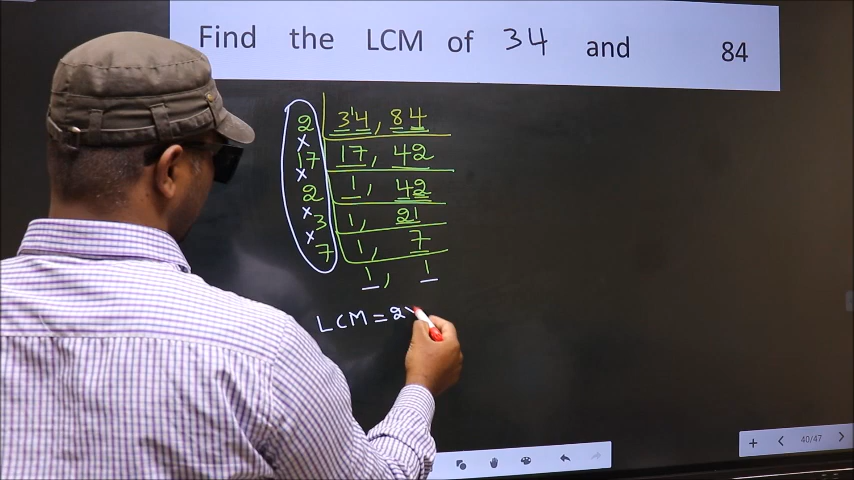 Find the LCM of 34 and 84
2 | 34, 84
× 17 | 17, 42
× 2 | 1, 42
× 3 | 1, 21
× 7 | 1, 7
1, 1
LCM = 2×
40/47